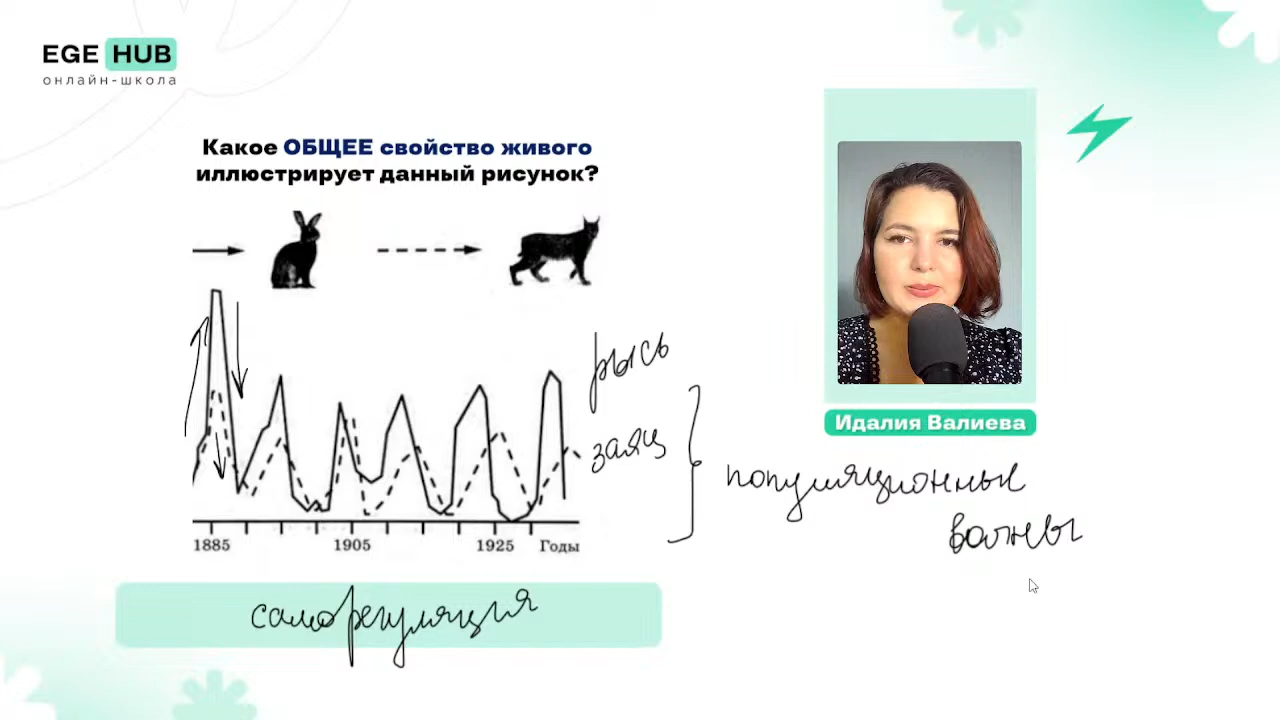 EGE HUB
онлайн-школа
Какое ОБЩЕЕ свойство живого
иллюстрирует данный рисунок?
рысь
заяц
популяционные
волны
1885 1905 1925 Годы
саморегуляция
Идалия Валиева